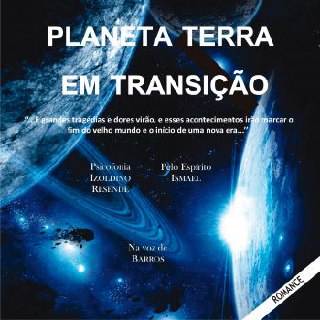 PLANETA TERRA
EM TRANSIÇÃO
"...E grandes tragédias e dores virão, e esses acontecimentos irão marcar o
fim do velho mundo e o início de uma nova era..."
Psicofonia
IZOLDINO
RESENDE
Pelo Espírito
ISMAEL
Na voz de
BARROS
ROMANCE